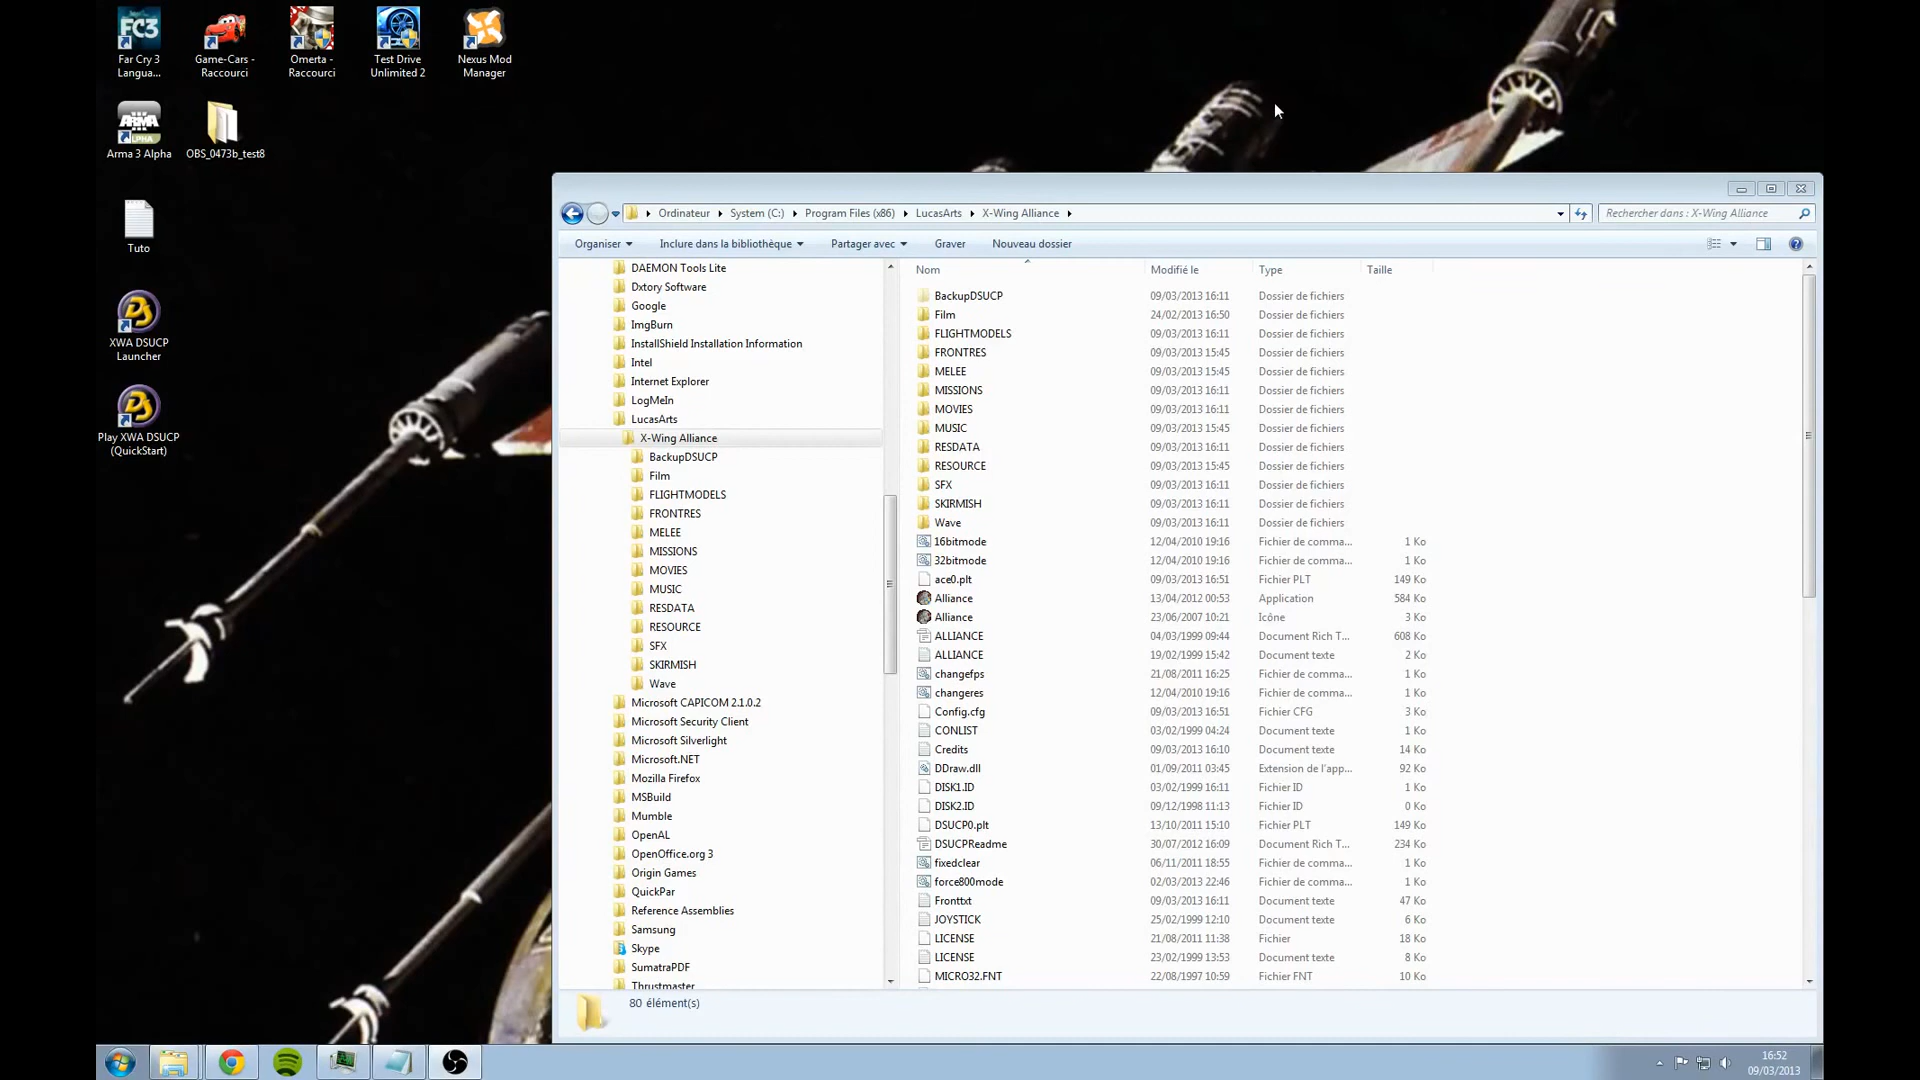 Far Cry 3
Langua...
Game-Cars -
Raccourci
Omerta -
Raccourci
Test Drive
Unlimited 2
Nexus Mod
Manager
Arma 3 Alpha
OBS_0473b_test8
Tuto
XWA DSUCP
Launcher
Play XWA DSUCP
(QuickStart)
FC3
ARMA
ALPHA
Ordinateur System (C:) Program Files (x86) LucasArts X-Wing Alliance
Rechercher dans : X-Wing Alliance
Organiser Inclure dans la bibliothèque Partager avec Graver Nouveau dossier
DAEMON Tools Lite
Dxtory Software
Google
ImgBurn
InstallShield Installation Information
Intel
Internet Explorer
LogMeIn
LucasArts
X-Wing Alliance
BackupDSUCP
Film
FLIGHTMODELS
FRONTRES
MELEE
MISSIONS
MOVIES
MUSIC
RESDATA
RESOURCE
SFX
SKIRMISH
Wave
Microsoft CAPICOM 2.1.0.2
Microsoft Security Client
Microsoft Silverlight
Microsoft.NET
Mozilla Firefox
MSBuild
Mumble
OpenAL
OpenOffice.org 3
Origin Games
QuickPar
Reference Assemblies
Samsung
Skype
SumatraPDF
Thrustmaster
Nom Modifié le Type Taille
BackupDSUCP 09/03/2013 16:11 Dossier de fichiers
Film 24/02/2013 16:50 Dossier de fichiers
FLIGHTMODELS 09/03/2013 16:11 Dossier de fichiers
FRONTRES 09/03/2013 15:45 Dossier de fichiers
MELEE 09/03/2013 15:45 Dossier de fichiers
MISSIONS 09/03/2013 16:11 Dossier de fichiers
MOVIES 09/03/2013 16:11 Dossier de fichiers
MUSIC 09/03/2013 15:45 Dossier de fichiers
RESDATA 09/03/2013 16:11 Dossier de fichiers
RESOURCE 09/03/2013 15:45 Dossier de fichiers
SFX 09/03/2013 16:11 Dossier de fichiers
SKIRMISH 09/03/2013 16:11 Dossier de fichiers
Wave 09/03/2013 16:11 Dossier de fichiers
16bitmode 12/04/2010 19:16 Fichier de comma... 1 Ko
32bitmode 12/04/2010 19:16 Fichier de comma... 1 Ko
ace0.plt 09/03/2013 16:51 Fichier PLT 149 Ko
Alliance 13/04/2012 00:53 Application 584 Ko
Alliance 23/06/2007 10:21 Icône 3 Ko
ALLIANCE 04/03/1999 09:44 Document Rich T... 608 Ko
ALLIANCE 19/02/1999 15:42 Document texte 2 Ko
changefps 21/08/2011 16:25 Fichier de comma... 1 Ko
changeres 12/04/2010 19:16 Fichier de comma... 1 Ko
Config.cfg 09/03/2013 16:51 Fichier CFG 3 Ko
CONLIST 03/02/1999 04:24 Document texte 1 Ko
Credits 09/03/2013 16:10 Document texte 14 Ko
DDraw.dll 01/09/2011 03:45 Extension de l'app... 92 Ko
DISK1.ID 03/02/1999 16:11 Fichier ID 1 Ko
DISK2.ID 09/12/1998 11:13 Fichier ID 0 Ko
DSUCP0.plt 13/10/2011 15:10 Fichier PLT 149 Ko
DSUCPReadme 30/07/2012 16:09 Document Rich T... 234 Ko
fixedclear 06/11/2011 18:55 Fichier de comma... 1 Ko
force800mode 02/03/2013 22:46 Fichier de comma... 1 Ko
Fronttxt 09/03/2013 16:11 Document texte 47 Ko
JOYSTICK 25/02/1999 12:10 Document texte 6 Ko
LICENSE 21/08/2011 11:38 Fichier 18 Ko
LICENSE 23/02/1999 13:53 Document texte 8 Ko
MICRO32.FNT 22/08/1997 10:59 Fichier FNT 10 Ko
80 élément(s)
16:52
09/03/2013